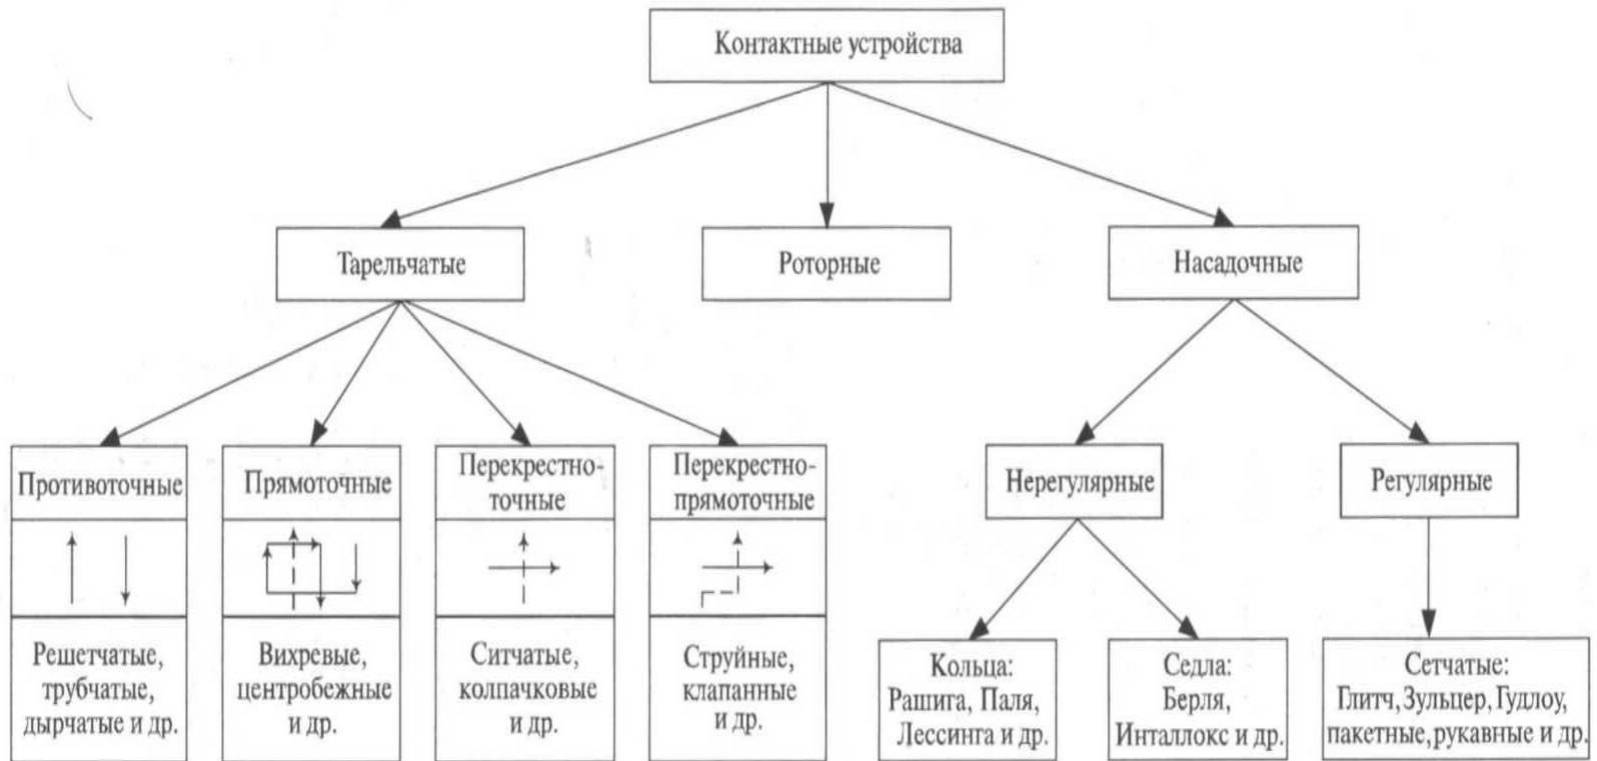 Контактные устройства
Тарельчатые
Роторные
Насадочные
Противоточные
Прямоточные
Перекрестно-
точные
Перекрестно-
прямоточные
Нерегулярные
Регулярные
Решетчатые,
трубчатые,
дырчатые и др.
Вихревые,
центробежные
и др.
Ситчатые,
колпачковые
и др.
Струйные,
клапанные
и др.
Кольца:
Рашига, Паля,
Лессинга и др.
Седла:
Берля,
Инталлокс и др.
Сетчатые:
Глитч, Зульцер, Гудлоу,
пакетные, рукавные и др.